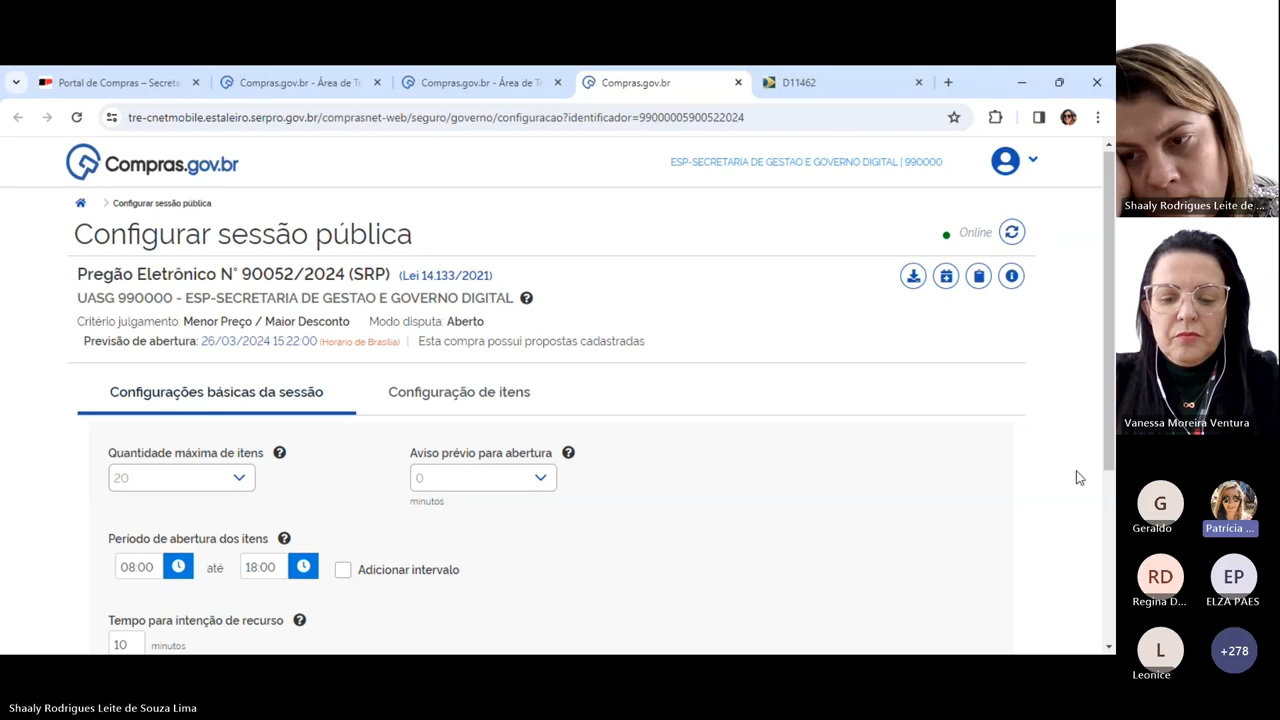 Portal de Compras – Secreta
Compras.gov.br - Área de Tr
Compras.gov.br - Área de Tr
Compras.gov.br
D11462
tre-cnetmobile.estaleiro.serpro.gov.br/comprasnet-web/seguro/governo/configuracao?identificador=99000005900522024
Compras.gov.br
ESP-SECRETARIA DE GESTAO E GOVERNO DIGITAL | 990000
Configurar sessão pública
Configurar sessão pública
Online
Pregão Eletrônico N° 90052/2024 (SRP) (Lei 14.133/2021)
UASG 990000 - ESP-SECRETARIA DE GESTAO E GOVERNO DIGITAL
Critério julgamento: Menor Preço / Maior Desconto Modo disputa: Aberto
Previsão de abertura: 26/03/2024 15:22:00 (Horário de Brasília) | Esta compra possui propostas cadastradas
Configurações básicas da sessão
Configuração de itens
Quantidade máxima de itens
Aviso prévio para abertura
20
0
minutos
Período de abertura dos itens
08:00 até 18:00 Adicionar intervalo
Tempo para intenção de recurso
10 minutos
Shaaly Rodrigues Leite de ...
Vanessa Moreira Ventura
G
Geraldo
Patrícia ...
RD
Regina D...
EP
ELZA PAES
L
Leonice
+278
Shaaly Rodrigues Leite de Souza Lima